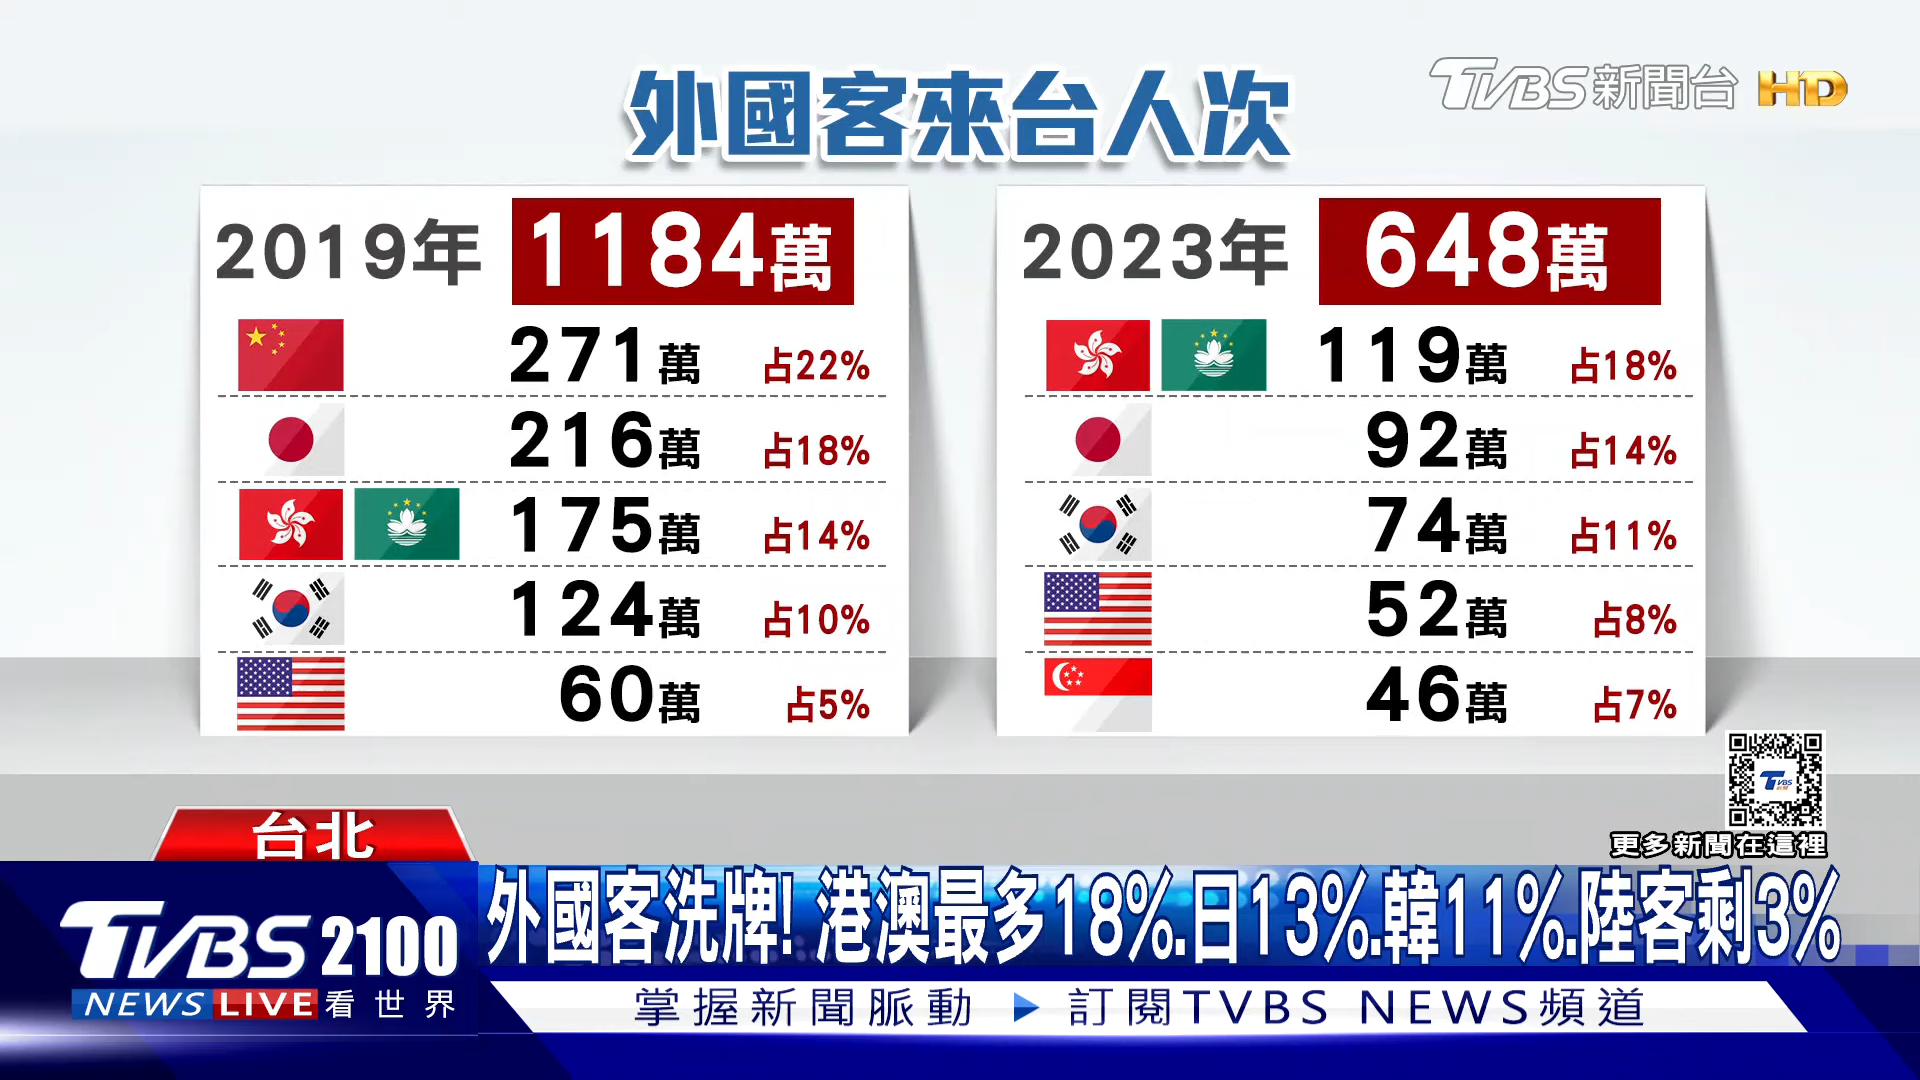 外國客來台人次
TVBS新聞台 HD
2019年 1184萬
271萬 占22%
216萬 占18%
175萬 占14%
124萬 占10%
60萬 占5%
2023年 648萬
119萬 占18%
92萬 占14%
74萬 占11%
52萬 占8%
46萬 占7%
TVBS 新聞
更多新聞在這裡
台北
外國客洗牌! 港澳最多18%.日13%.韓11%.陸客剩3%
TVBS 2100
NEWS LIVE 看世界
掌握新聞脈動 ▶ 訂閱TVBS NEWS頻道